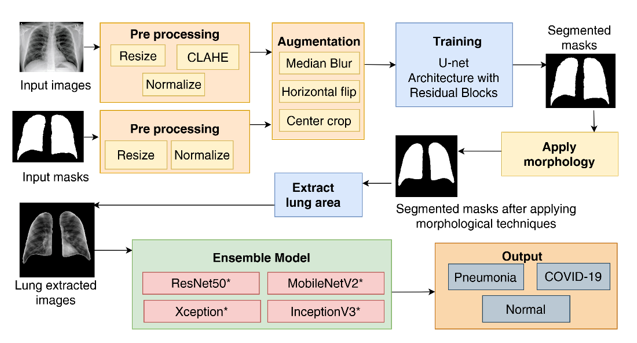 Pre processing
Resize
CLAHE
Normalize
Input images
Augmentation
Median Blur
Horizontal flip
Center crop
Training
U-net
Architecture with
Residual Blocks
Segmented
masks
Pre processing
Resize
Normalize
Input masks
Apply
morphology
Segmented masks after applying
morphological techniques
Extract
lung area
Lung extracted
images
Ensemble Model
ResNet50*
MobileNetV2*
Xception*
InceptionV3*
Output
Pneumonia
COVID-19
Normal